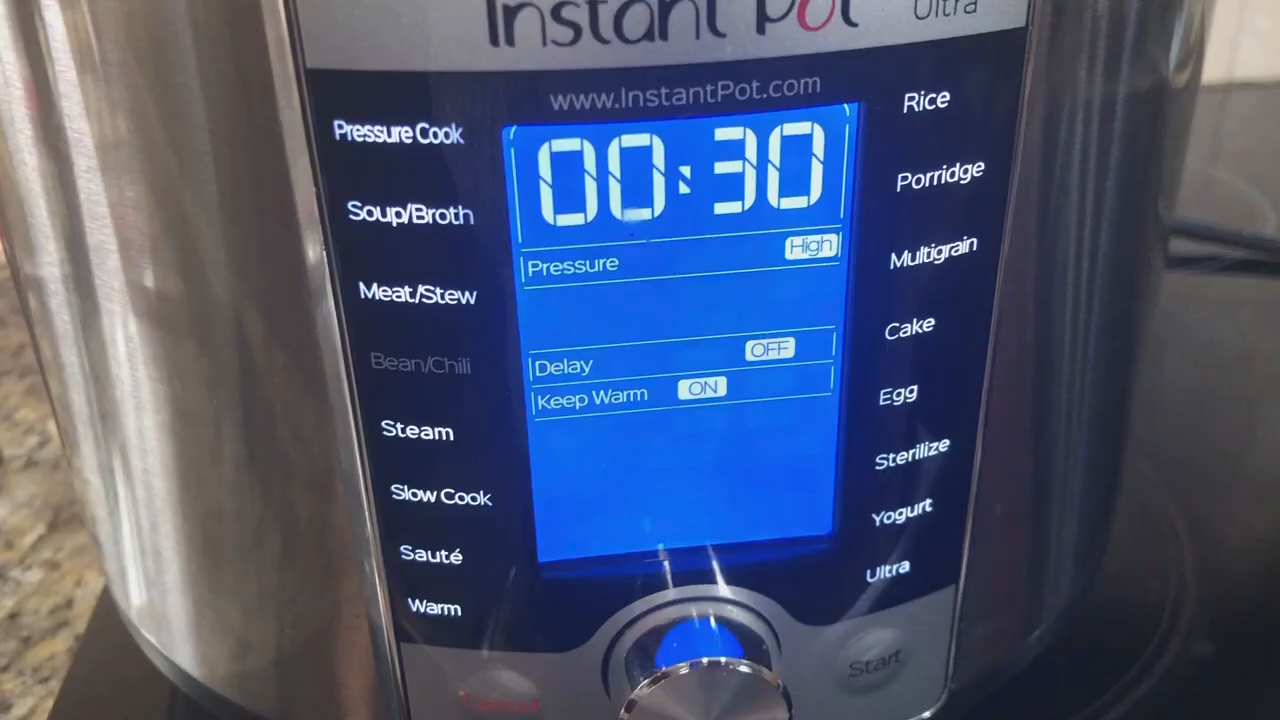 Instant Pot
Ultra
www.InstantPot.com
Pressure Cook
Soup/Broth
Meat/Stew
Bean/Chili
Steam
Slow Cook
Sauté
Warm
00:30
Pressure High
Delay OFF
Keep Warm ON
Rice
Porridge
Multigrain
Cake
Egg
Sterilize
Yogurt
Ultra
Cancel
Start